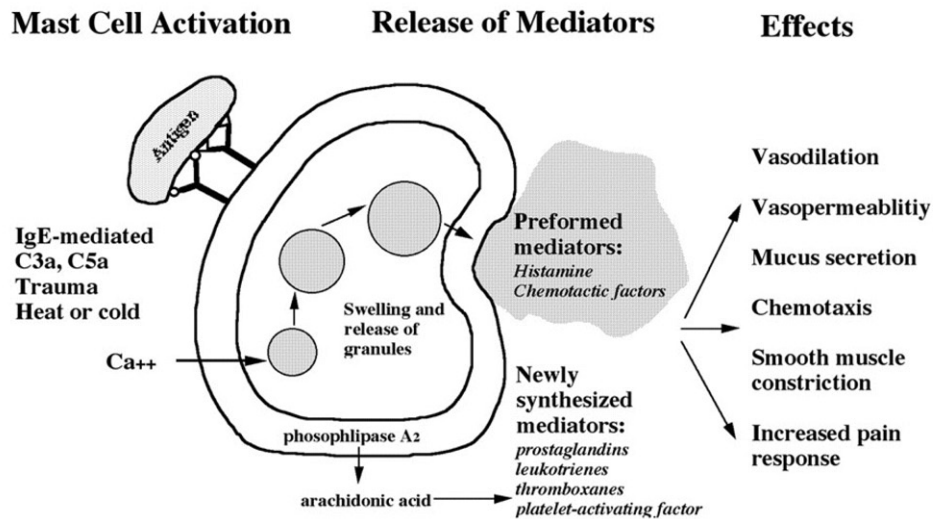 Mast Cell Activation
Release of Mediators
Effects
Antigen
IgE-mediated
C3a, C5a
Trauma
Heat or cold
Ca++
Swelling and
release of
granules
phosophlipase A2
arachidonic acid
Preformed
mediators:
Histamine
Chemotactic factors
Newly
synthesized
mediators:
prostaglandins
leukotrienes
thromboxanes
platelet-activating factor
Vasodilation
Vasopermeablitiy
Mucus secretion
Chemotaxis
Smooth muscle
constriction
Increased pain
response